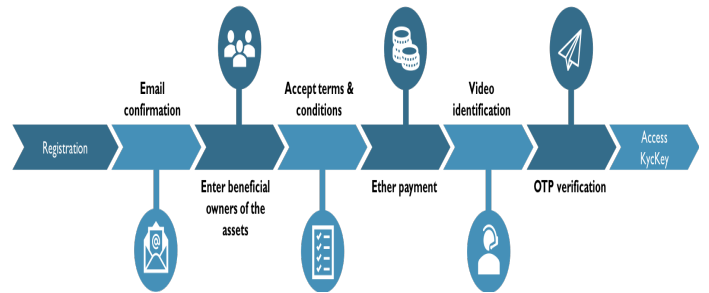 Registration
Email
confirmation
Enter beneficial
owners of the
assets
Accept terms &
conditions
Ether payment
Video
identification
OTP verification
Access
KycKey
@